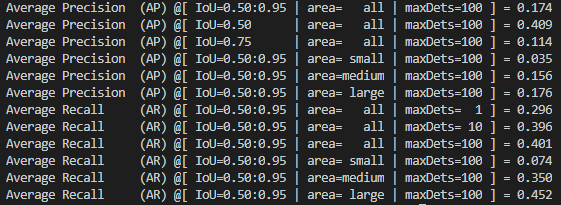 Average Precision  (AP) @[ IoU=0.50:0.95 | area=   all | maxDets=100 ] = 0.174
Average Precision  (AP) @[ IoU=0.50      | area=   all | maxDets=100 ] = 0.409
Average Precision  (AP) @[ IoU=0.75      | area=   all | maxDets=100 ] = 0.114
Average Precision  (AP) @[ IoU=0.50:0.95 | area= small | maxDets=100 ] = 0.035
Average Precision  (AP) @[ IoU=0.50:0.95 | area=medium | maxDets=100 ] = 0.156
Average Precision  (AP) @[ IoU=0.50:0.95 | area= large | maxDets=100 ] = 0.176
Average Recall     (AR) @[ IoU=0.50:0.95 | area=   all | maxDets=  1 ] = 0.296
Average Recall     (AR) @[ IoU=0.50:0.95 | area=   all | maxDets= 10 ] = 0.396
Average Recall     (AR) @[ IoU=0.50:0.95 | area=   all | maxDets=100 ] = 0.401
Average Recall     (AR) @[ IoU=0.50:0.95 | area= small | maxDets=100 ] = 0.074
Average Recall     (AR) @[ IoU=0.50:0.95 | area=medium | maxDets=100 ] = 0.350
Average Recall     (AR) @[ IoU=0.50:0.95 | area= large | maxDets=100 ] = 0.452